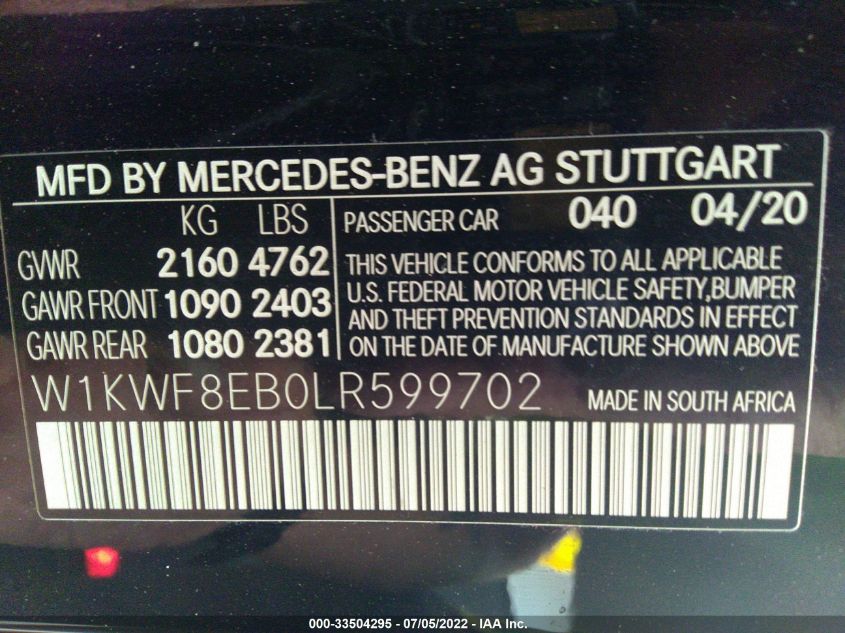 MFD BY MERCEDES-BENZ AG STUTTGART
KG LBS
GVWR 2160 4762
GAWR FRONT 1090 2403
GAWR REAR 1080 2381
PASSENGER CAR 040 04/20
THIS VEHICLE CONFORMS TO ALL APPLICABLE
U.S. FEDERAL MOTOR VEHICLE SAFETY,BUMPER
AND THEFT PREVENTION STANDARDS IN EFFECT
ON THE DATE OF MANUFACTURE SHOWN ABOVE
W1KWF8EB0LR599702 MADE IN SOUTH AFRICA
000-33504295 - 07/05/2022 - IAA Inc.